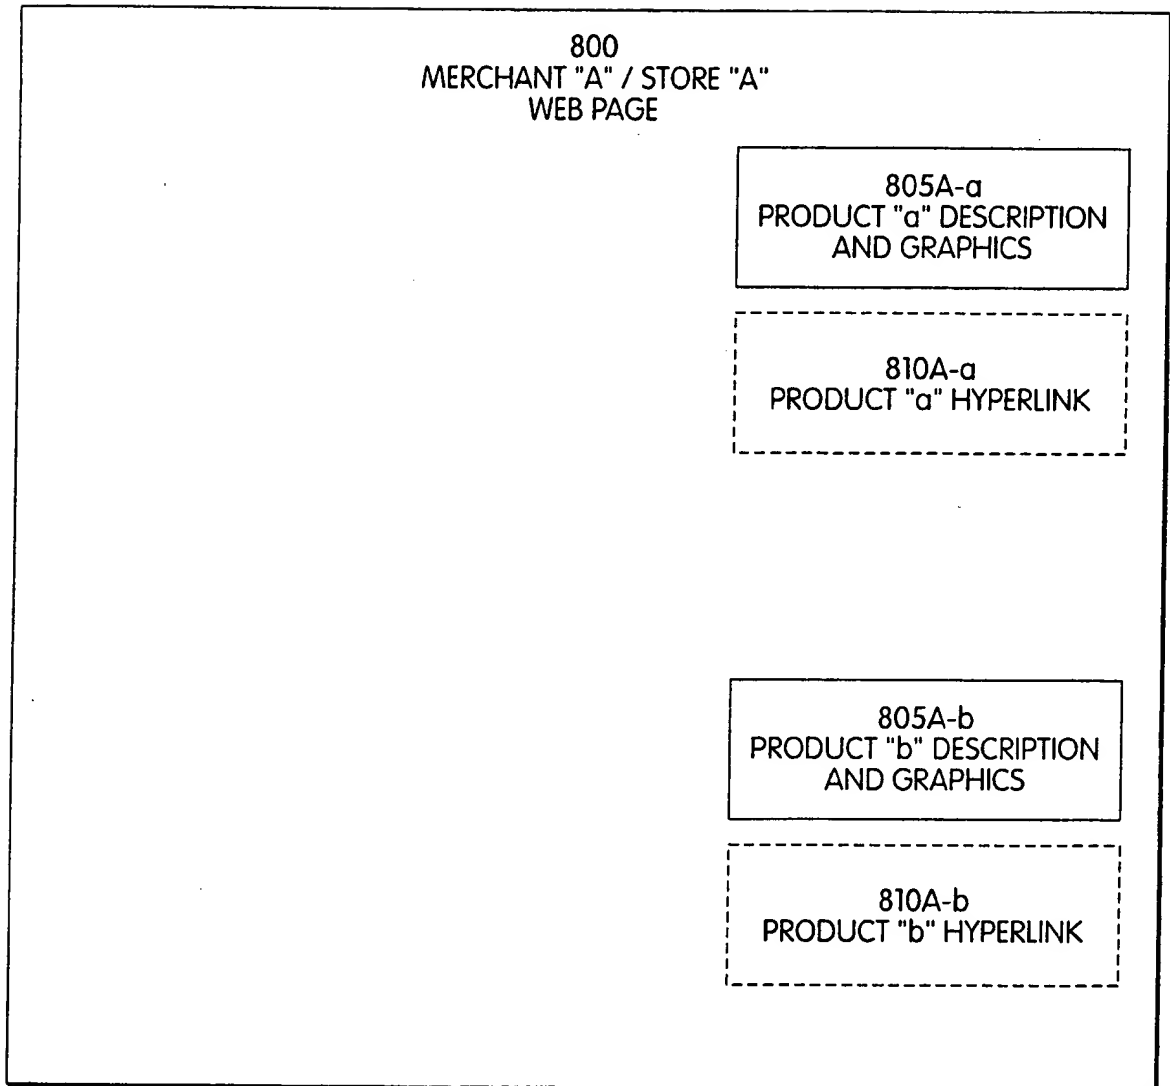 800
MERCHANT "A" / STORE "A"
WEB PAGE
805A-a
PRODUCT "a" DESCRIPTION
AND GRAPHICS
810A-a
PRODUCT "a" HYPERLINK
805A-b
PRODUCT "b" DESCRIPTION
AND GRAPHICS
810A-b
PRODUCT "b" HYPERLINK